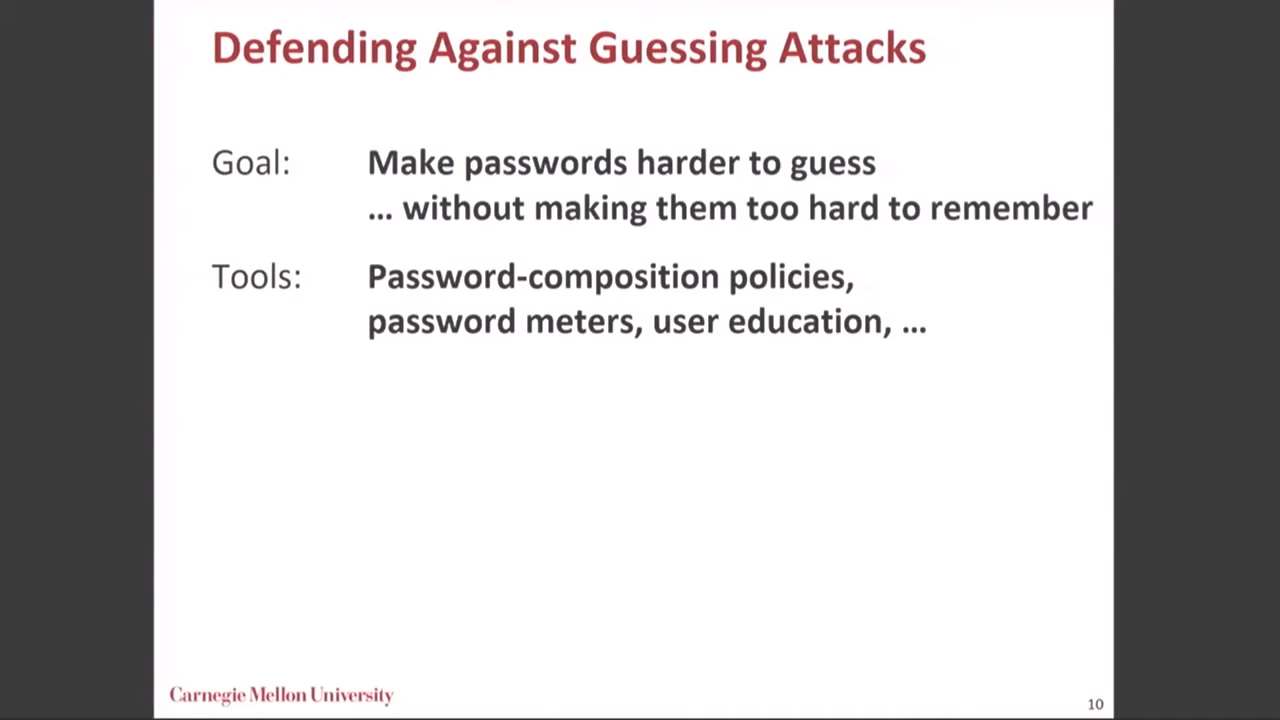 Defending Against Guessing Attacks
Goal: Make passwords harder to guess
... without making them too hard to remember
Tools: Password-composition policies,
password meters, user education, ...
Carnegie Mellon University
10